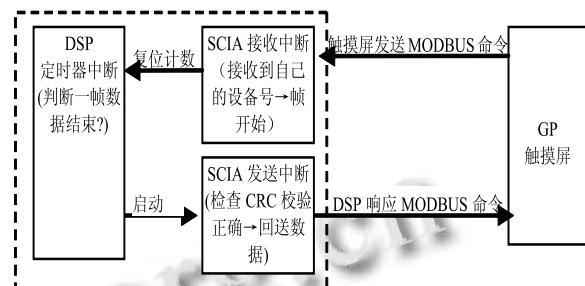 DSP
定时器中断
(判断一帧数
据结束?)
复位计数
启动
SCIA 接收中断
（接收到自己
的设备号→帧
开始）
SCIA 发送中断
(检查 CRC 校验
正确→回送数
据)
触摸屏发送 MODBUS 命令
DSP 响应 MODBUS 命令
GP
触摸屏